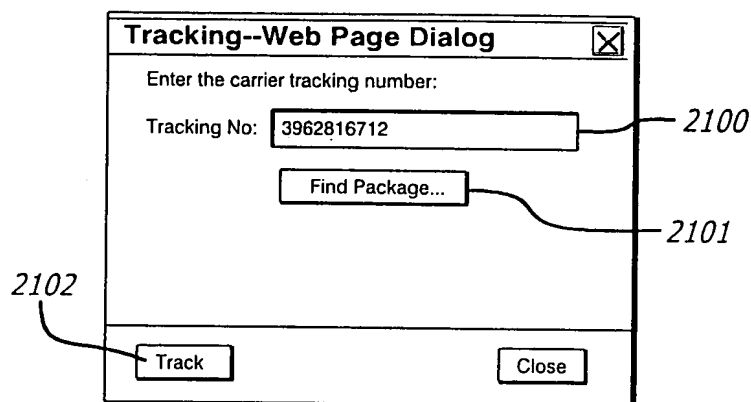 Tracking--Web Page Dialog
Enter the carrier tracking number:
Tracking No: 3962816712
2100
Find Package...
2101
2102
Track
Close